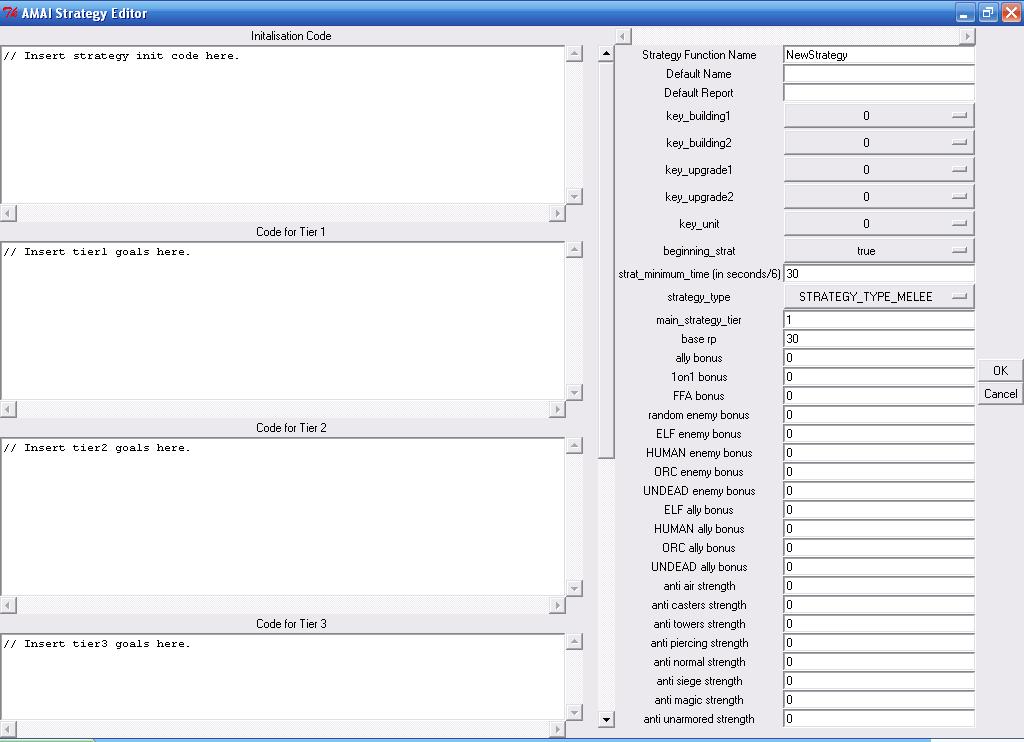 AMAI Strategy Editor
Initalisation Code
// Insert strategy init code here.
Code for Tier 1
// Insert tier1 goals here.
Code for Tier 2
// Insert tier2 goals here.
Code for Tier 3
// Insert tier3 goals here.
Strategy Function Name NewStrategy
Default Name
Default Report
key_building1 0
key_building2 0
key_upgrade1 0
key_upgrade2 0
key_unit 0
beginning_strat true
strat_minimum_time (in seconds/6) 30
strategy_type STRATEGY_TYPE_MELEE
main_strategy_tier 1
base rp 30
ally bonus 0
1on1 bonus 0
FFA bonus 0
random enemy bonus 0
ELF enemy bonus 0
HUMAN enemy bonus 0
ORC enemy bonus 0
UNDEAD enemy bonus 0
ELF ally bonus 0
HUMAN ally bonus 0
ORC ally bonus 0
UNDEAD ally bonus 0
anti air strength 0
anti casters strength 0
anti towers strength 0
anti piercing strength 0
anti normal strength 0
anti siege strength 0
anti magic strength 0
anti unarmored strength 0
OK
Cancel